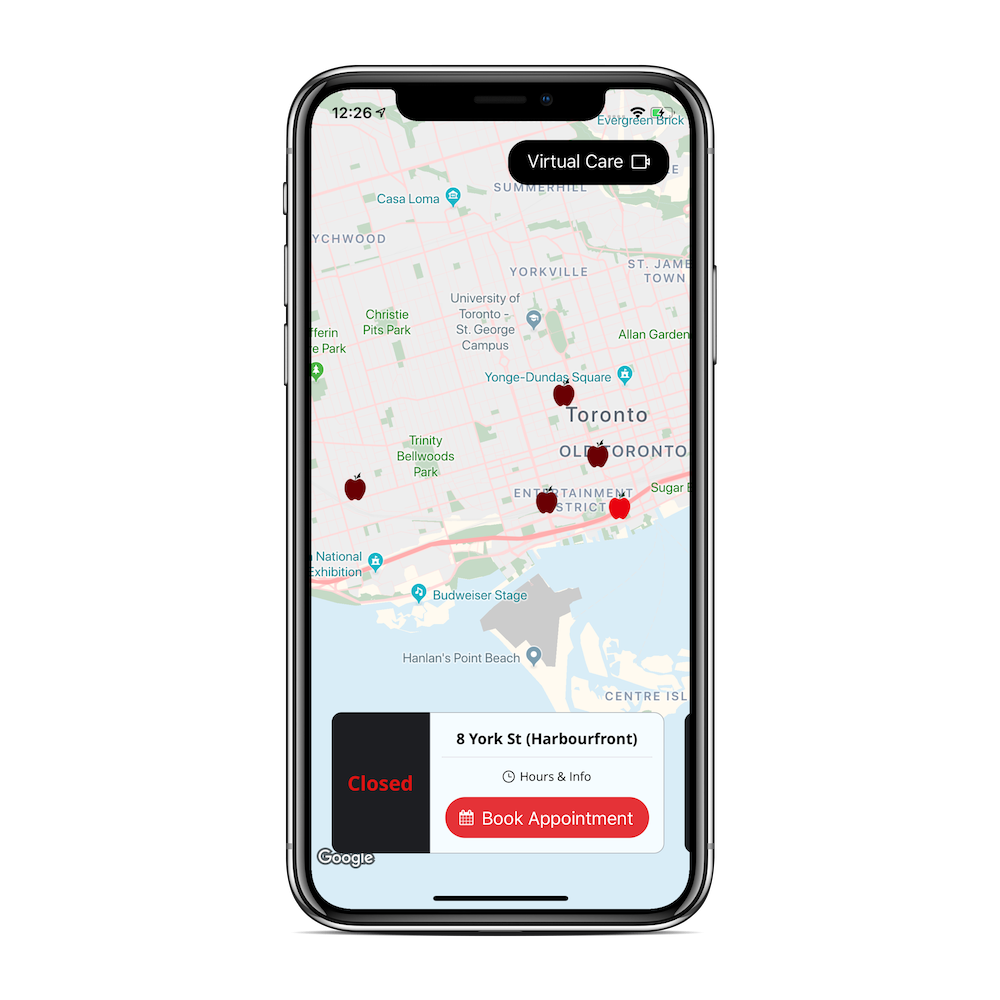 12:26
Evergreen Brick
Virtual Care
SUMMERHILL
Casa Loma
YCHWOOD
YORKVILLE
ST. JAME
TOWN
University of
Toronto -
St. George
Campus
Christie
Pits Park
fferin
e Park
Allan Garden
Yonge-Dundas Square
Toronto
OLD TORONTO
Trinity
Bellwoods
Park
ENTERTAINMENT
DISTRICT
Sugar B
n National
Exhibition
Budweiser Stage
Hanlan's Point Beach
CENTRE ISL
8 York St (Harbourfront)
Closed
Hours & Info
Book Appointment
Google